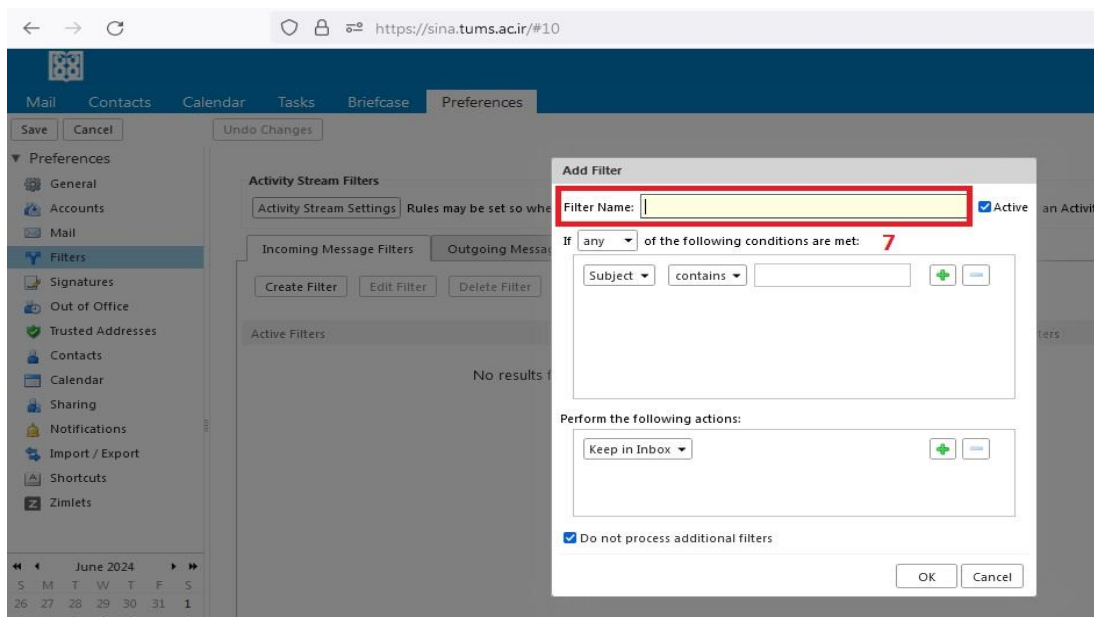 https://sina.tums.ac.ir/#10
Mail Contacts Calendar Tasks Briefcase Preferences
Save Cancel Undo Changes
Preferences
General
Accounts
Mail
Filters
Signatures
Out of Office
Trusted Addresses
Contacts
Calendar
Sharing
Notifications
Import / Export
Shortcuts
Zimlets
June 2024
S M T W T F S
26 27 28 29 30 31 1
Activity Stream Filters
Activity Stream Settings Rules may be set so whe
an Activi
Incoming Message Filters Outgoing Messa
Create Filter Edit Filter Delete Filter
Active Filters
ters
No results f
Add Filter
Filter Name: Active
If any of the following conditions are met: 7
Subject contains
Perform the following actions:
Keep in Inbox
Do not process additional filters
OK Cancel